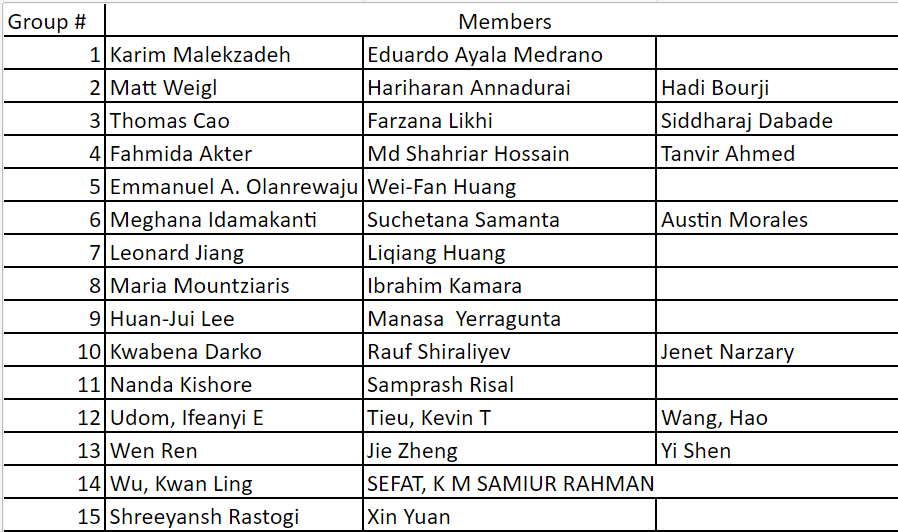 Group # Members
1 Karim Malekzadeh Eduardo Ayala Medrano
2 Matt Weigl Hariharan Annadurai Hadi Bourji
3 Thomas Cao Farzana Likhi Siddharaj Dabade
4 Fahmida Akter Md Shahriar Hossain Tanvir Ahmed
5 Emmanuel A. Olanrewaju Wei-Fan Huang
6 Meghana Idamakanti Suchetana Samanta Austin Morales
7 Leonard Jiang Liqiang Huang
8 Maria Mountziaris Ibrahim Kamara
9 Huan-Jui Lee Manasa  Yerragunta
10 Kwabena Darko Rauf Shiraliyev Jenet Narzary
11 Nanda Kishore Samprash Risal
12 Udom, Ifeanyi E Tieu, Kevin T Wang, Hao
13 Wen Ren Jie Zheng Yi Shen
14 Wu, Kwan Ling SEFAT, K M SAMIUR RAHMAN
15 Shreeyansh Rastogi Xin Yuan